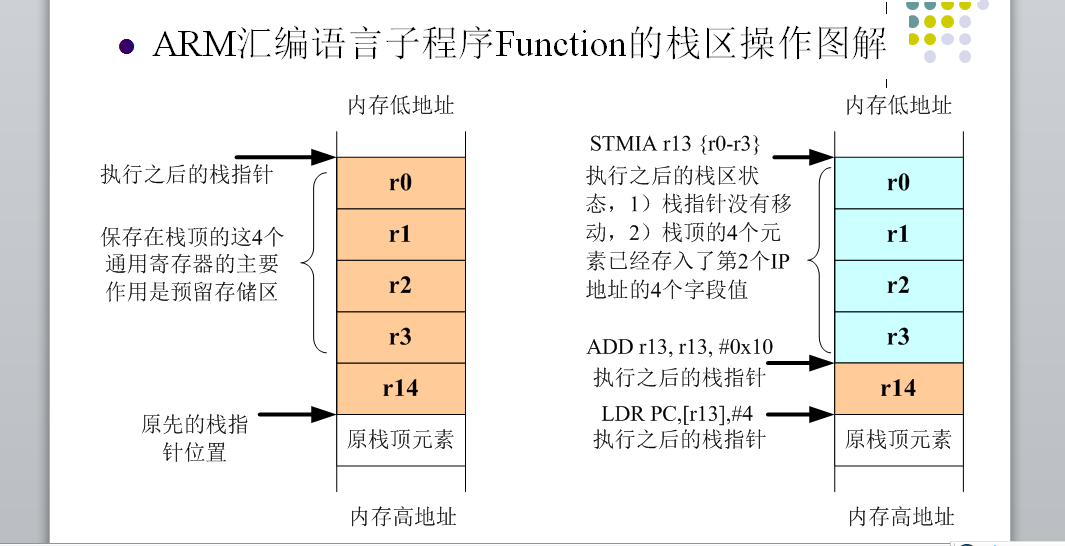 ARM汇编语言子程序Function的栈区操作图解
内存低地址
执行之后的栈指针
保存在栈顶的这4个
通用寄存器的主要
作用是预留存储区
原先的栈指
针位置
r0
r1
r2
r3
r14
原栈顶元素
内存高地址
内存低地址
STMIA r13 {r0-r3}
执行之后的栈区状
态，1）栈指针没有移
动，2）栈顶的4个元
素已经存入了第2个IP
地址的4个字段值
ADD r13, r13, #0x10
执行之后的栈指针
LDR PC,[r13],#4
执行之后的栈指针
r0
r1
r2
r3
r14
原栈顶元素
内存高地址